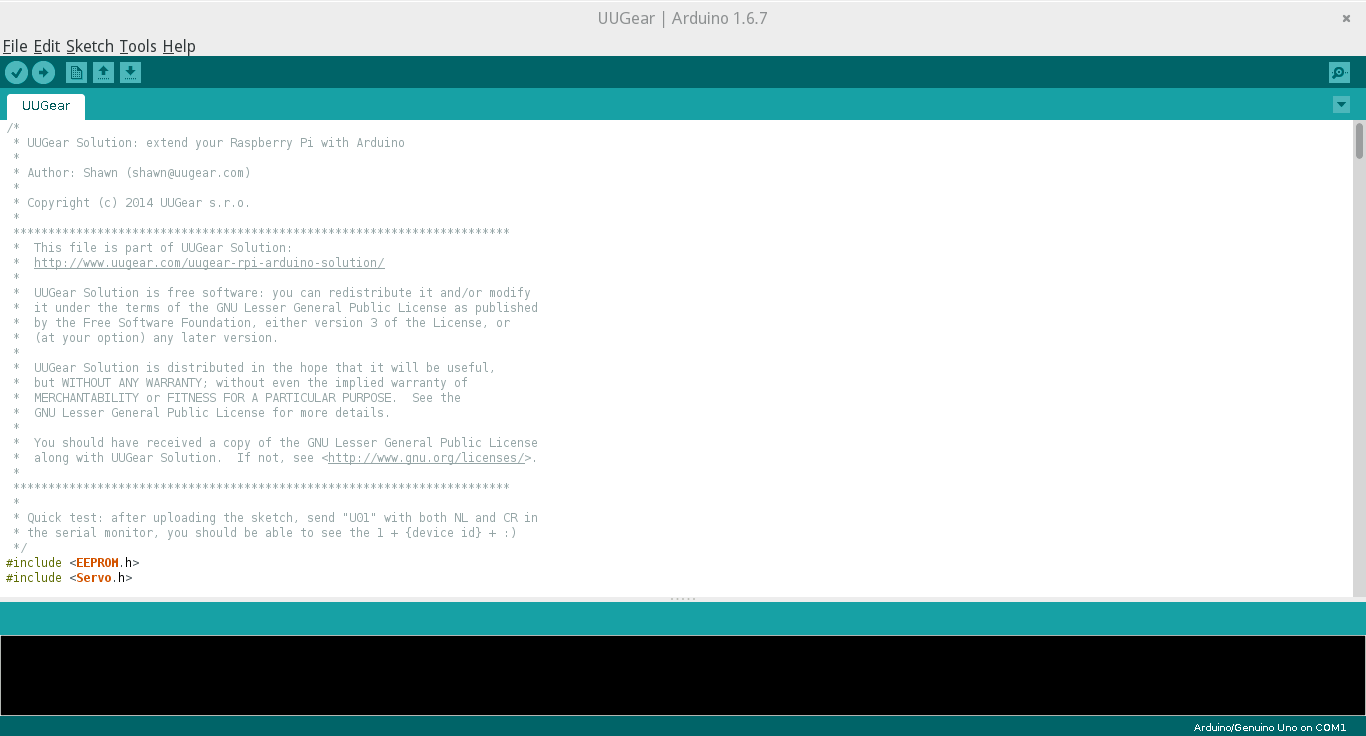 UUGear | Arduino 1.6.7
File Edit Sketch Tools Help
UUGear
/*
 * UUGear Solution: extend your Raspberry Pi with Arduino
 *
 * Author: Shawn (shawn@uugear.com)
 *
 * Copyright (c) 2014 UUGear s.r.o.
 *
 ***********************************************************************
 *  This file is part of UUGear Solution:
 *  http://www.uugear.com/uugear-rpi-arduino-solution/
 *
 *  UUGear Solution is free software: you can redistribute it and/or modify
 *  it under the terms of the GNU Lesser General Public License as published
 *  by the Free Software Foundation, either version 3 of the License, or
 *  (at your option) any later version.
 *
 *  UUGear Solution is distributed in the hope that it will be useful,
 *  but WITHOUT ANY WARRANTY; without even the implied warranty of
 *  MERCHANTABILITY or FITNESS FOR A PARTICULAR PURPOSE.  See the
 *  GNU Lesser General Public License for more details.
 *
 *  You should have received a copy of the GNU Lesser General Public License
 *  along with UUGear Solution.  If not, see <http://www.gnu.org/licenses/>.
 *
 ***********************************************************************
 *
 * Quick test: after uploading the sketch, send "U01" with both NL and CR in
 * the serial monitor, you should be able to see the 1 + {device id} + :)
 */
#include <EEPROM.h>
#include <Servo.h>
Arduino/Genuino Uno on COM1